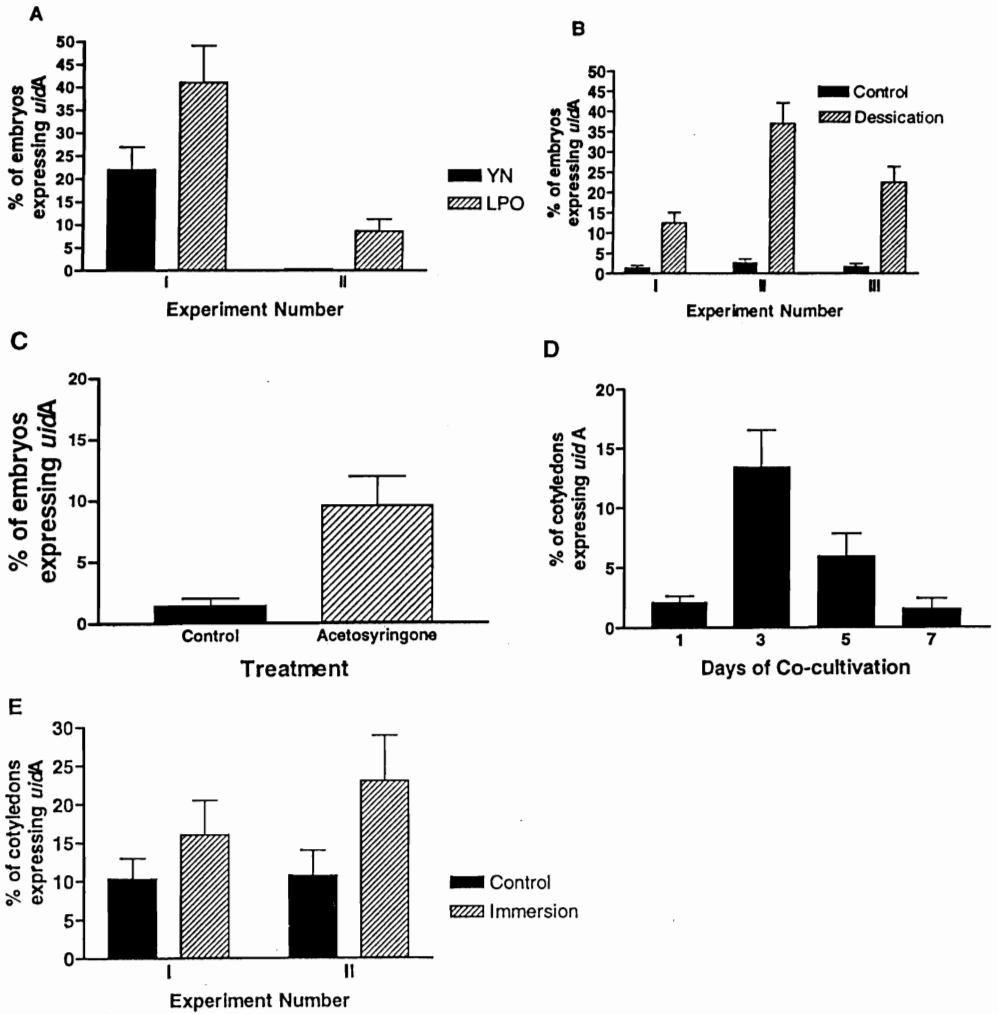 A
% of embryos
expressing uidA
50
45
40
35
30
25
20
15
10
5
0
I
II
Experiment Number
YN
LPO
B
% of embryos
expressing uidA
50
45
40
35
30
25
20
15
10
5
0
I
II
III
Experiment Number
Control
Dessication
C
% of embryos
expressing uidA
20
15
10
5
0
Control
Acetosyringone
Treatment
D
% of cotyledons
expressing uid A
20
15
10
5
0
1
3
5
7
Days of Co-cultivation
E
% of cotyledons
expressing uidA
30
25
20
15
10
5
0
I
II
Experiment Number
Control
Immersion